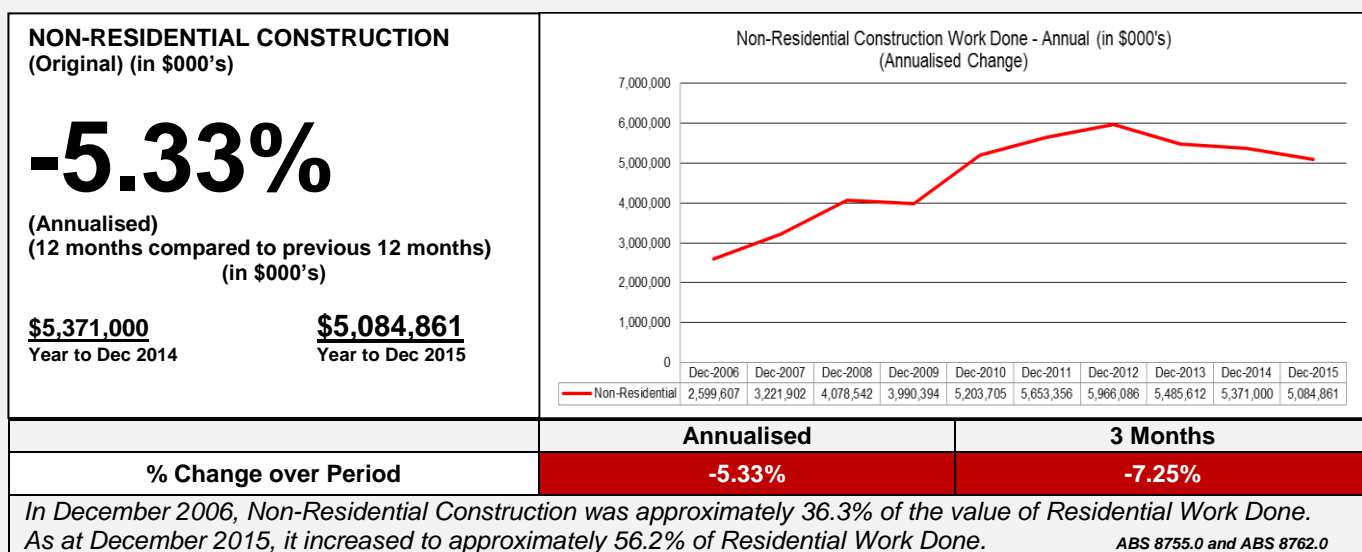 NON-RESIDENTIAL CONSTRUCTION
(Original) (in $000’s)
-5.33%
(Annualised)
(12 months compared to previous 12 months)
(in $000’s)
$5,371,000 $5,084,861
Year to Dec 2014 Year to Dec 2015
Non-Residential Construction Work Done - Annual (in $000's)
(Annualised Change)
7,000,000
6,000,000
5,000,000
4,000,000
3,000,000
2,000,000
1,000,000
0
Dec-2006 Dec-2007 Dec-2008 Dec-2009 Dec-2010 Dec-2011 Dec-2012 Dec-2013 Dec-2014 Dec-2015
Non-Residential 2,599,607 3,221,902 4,078,542 3,990,394 5,203,705 5,653,356 5,966,086 5,485,612 5,371,000 5,084,861
Annualised 3 Months
% Change over Period -5.33% -7.25%
In December 2006, Non-Residential Construction was approximately 36.3% of the value of Residential Work Done.
As at December 2015, it increased to approximately 56.2% of Residential Work Done. ABS 8755.0 and ABS 8762.0